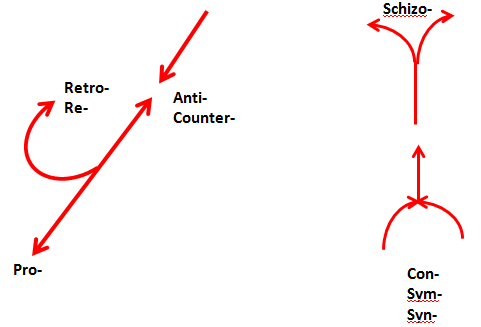 Schizo-
Retro-
Re-
Anti-
Counter-
Pro-
Con-
Sym-
Syn-